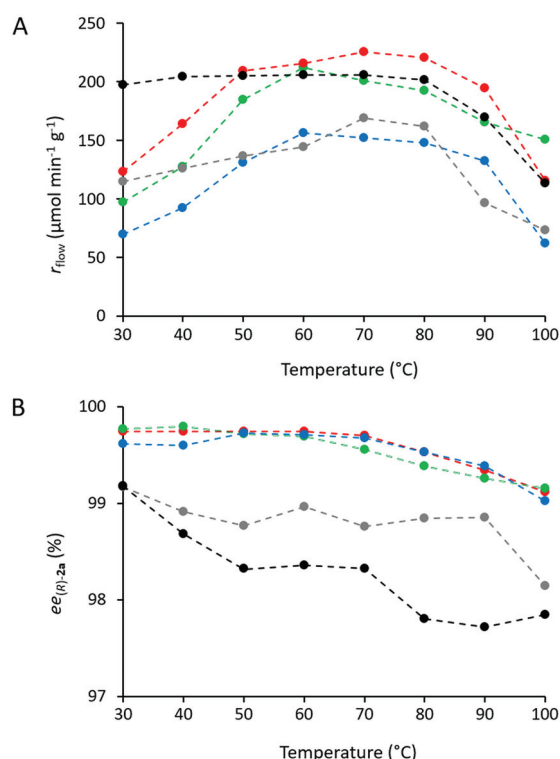 A
250
200
150
100
50
0
r_flow (µmol min⁻¹ g⁻¹)
30 40 50 60 70 80 90 100
Temperature (°C)
B
100
99
98
97
ee_(R)-2a (%)
30 40 50 60 70 80 90 100
Temperature (°C)